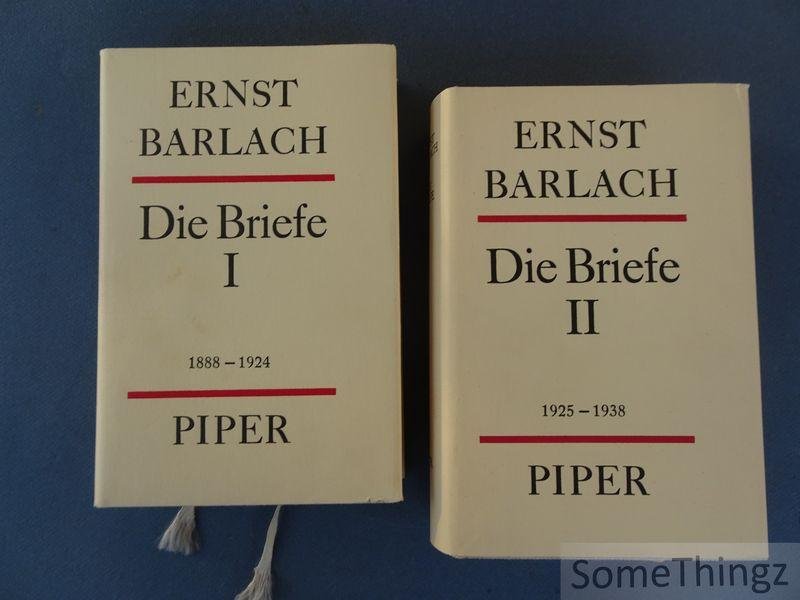 ERNST
BARLACH
Die Briefe
I
1888 – 1924
PIPER
ERNST
BARLACH
Die Briefe
II
1925 – 1938
PIPER
SomeThingz